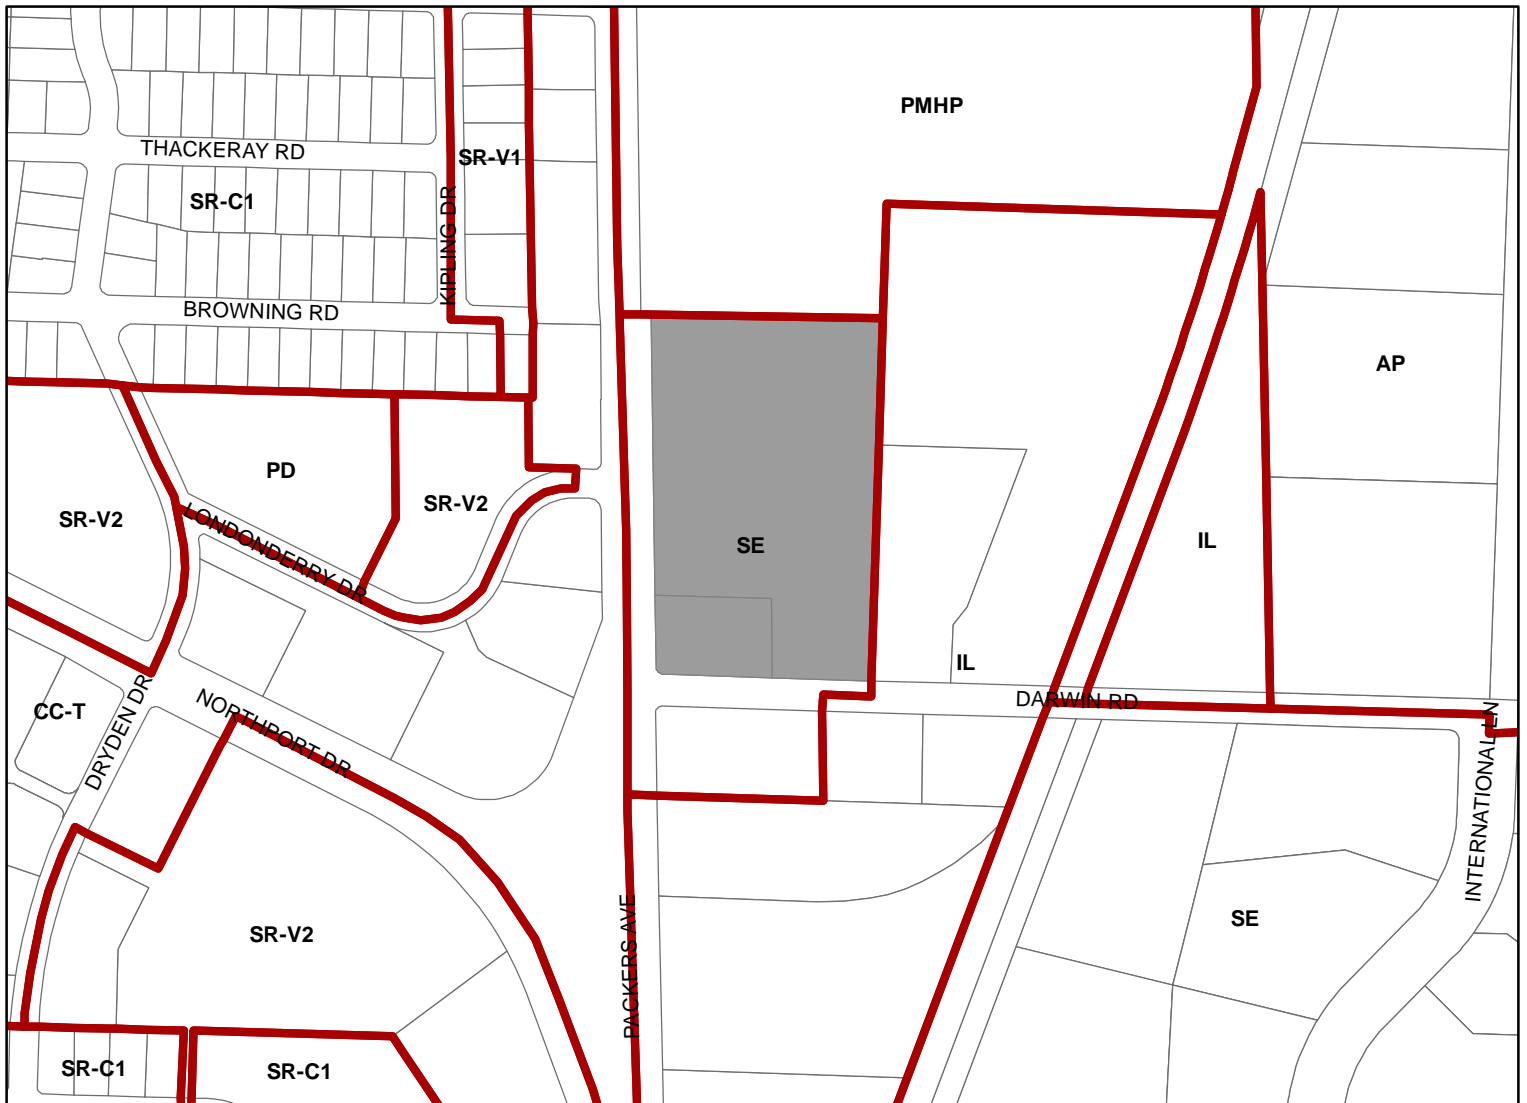 PMHP
THACKERAY RD
SR-V1
SR-C1
KIPLING DR
BROWNING RD
AP
PD
SR-V2
SR-V2
LONDONDERRY DR
SE
IL
IL
DARWIN RD
CC-T
DRYDEN DR
NORTHPORT DR
INTERNATIONAL LN
SE
SR-V2
PACKERS AVE
SR-C1
SR-C1